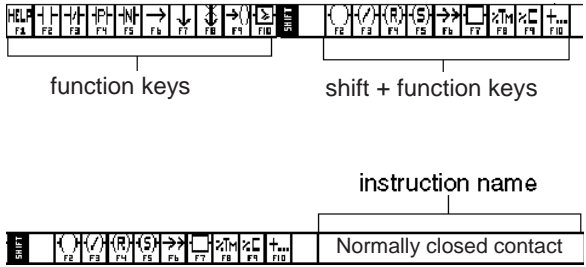 HELP -| |- -|/|- -|P|- -|N|- → ↓ →() ≥ SHIFT -( )- -(/)- -(R)- -(S)- →→ %TM %C +...
F1 F2 F3 F4 F5 F6 F7 F8 F9 F10 F2 F3 F4 F5 F6 F7 F8 F9 F10
function keys shift + function keys
instruction name
SHIFT -( )- -(/)- -(R)- -(S)- →→ %TM %C +... Normally closed contact
F2 F3 F4 F5 F6 F7 F8 F9 F10